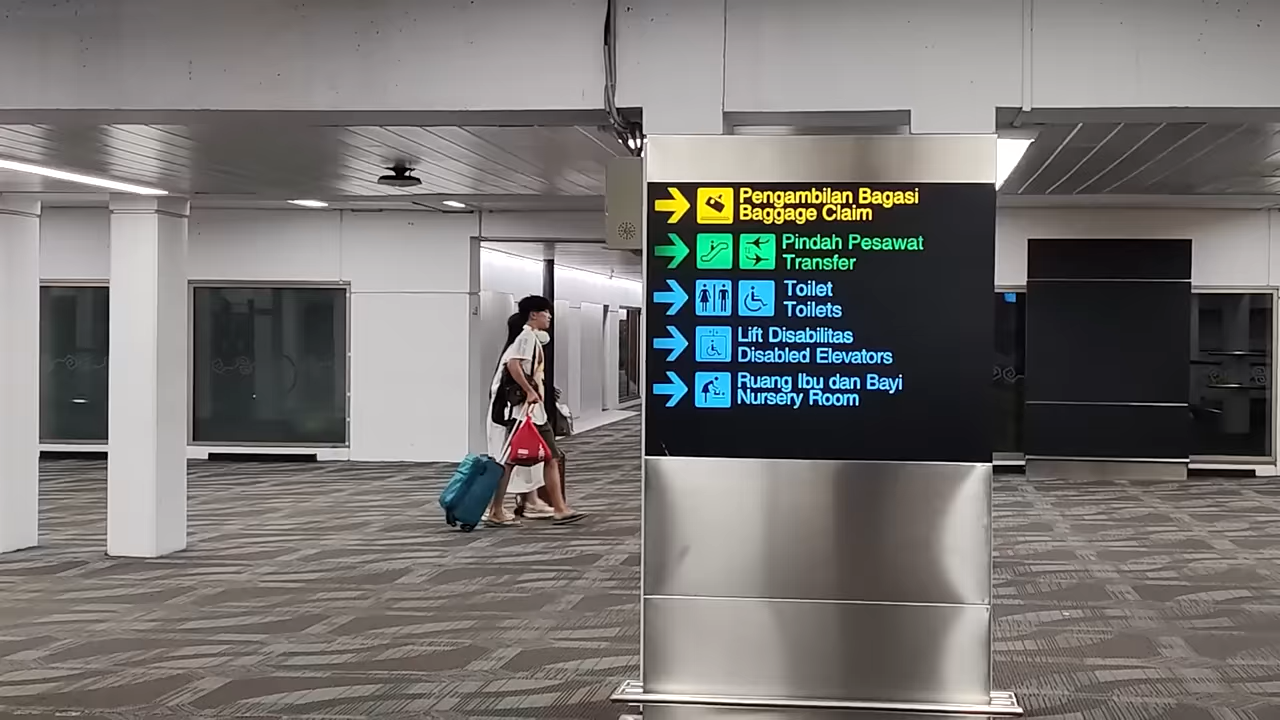 Pengambilan Bagasi
Baggage Claim
Pindah Pesawat
Transfer
Toilet
Toilets
Lift Disabilitas
Disabled Elevators
Ruang Ibu dan Bayi
Nursery Room